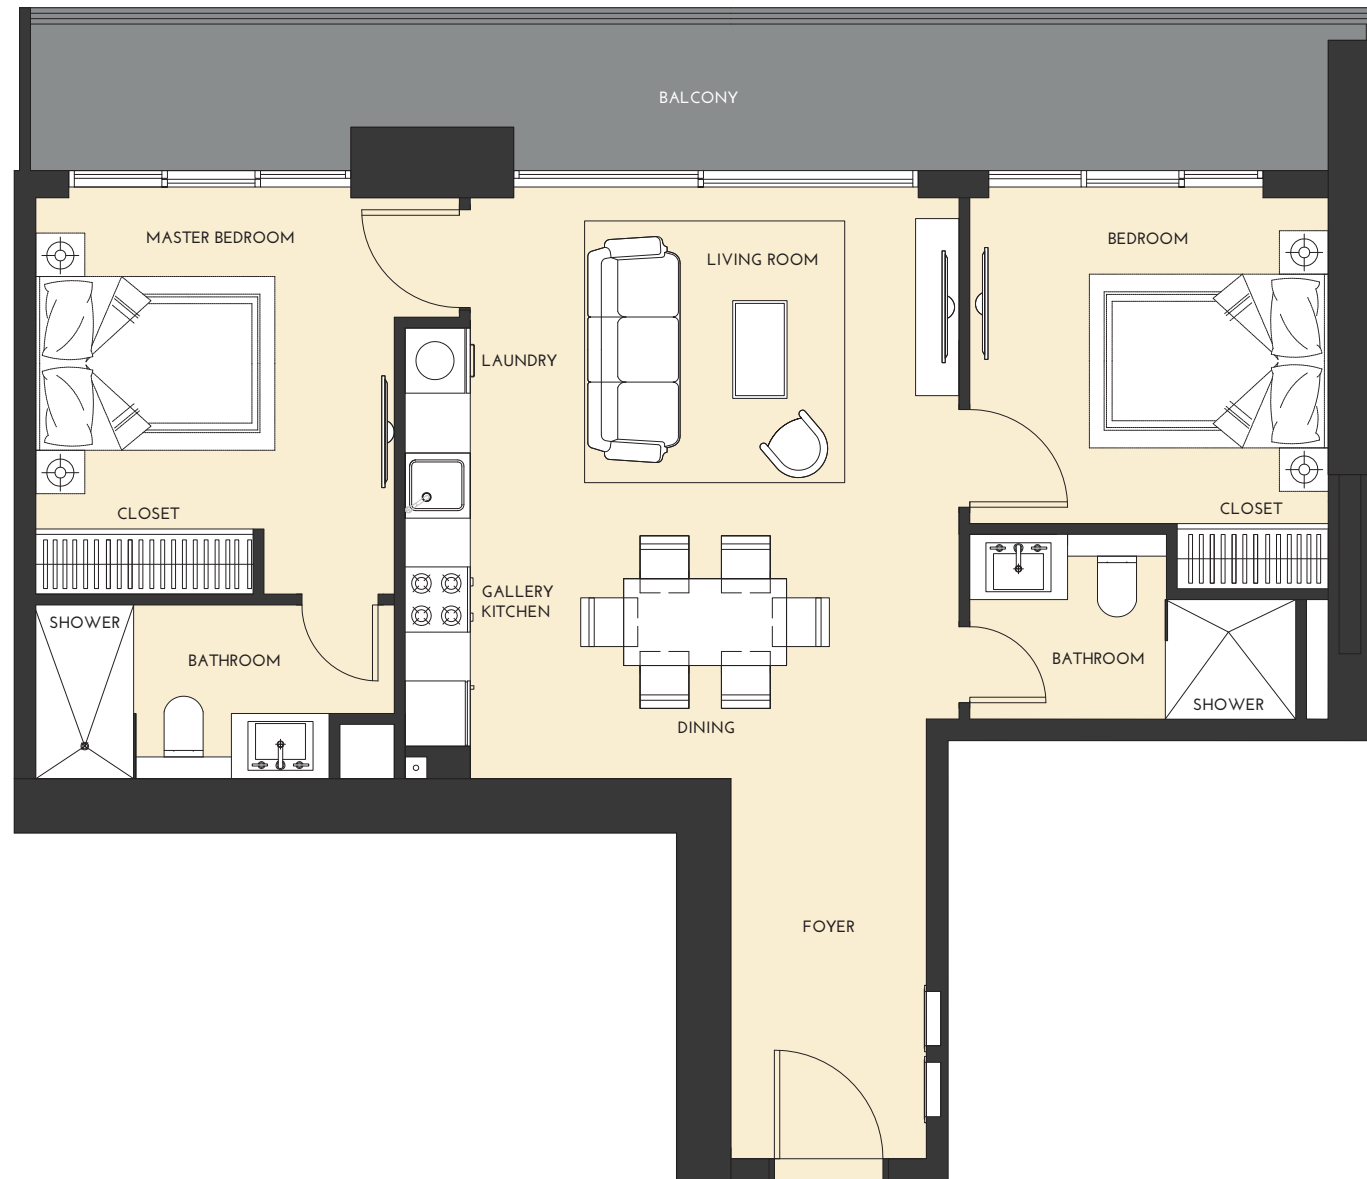 BALCONY
MASTER BEDROOM
LIVING ROOM
BEDROOM
LAUNDRY
CLOSET
CLOSET
GALLERY
KITCHEN
SHOWER
BATHROOM
BATHROOM
SHOWER
DINING
FOYER